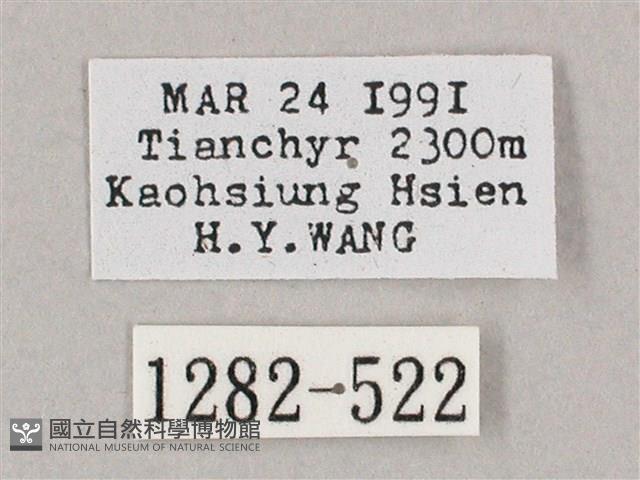 MAR 24 I99I
Tianchyr 2300m
Kaohsiung Hsien
H.Y.WANG
1282-522
國立自然科學博物館
NATIONAL MUSEUM OF NATURAL SCIENCE